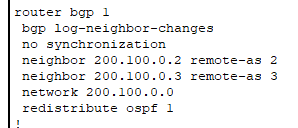 router bgp 1
bgp log-neighbor-changes
no synchronization
neighbor 200.100.0.2 remote-as 2
neighbor 200.100.0.3 remote-as 3
network 200.100.0.0
redistribute ospf 1
!